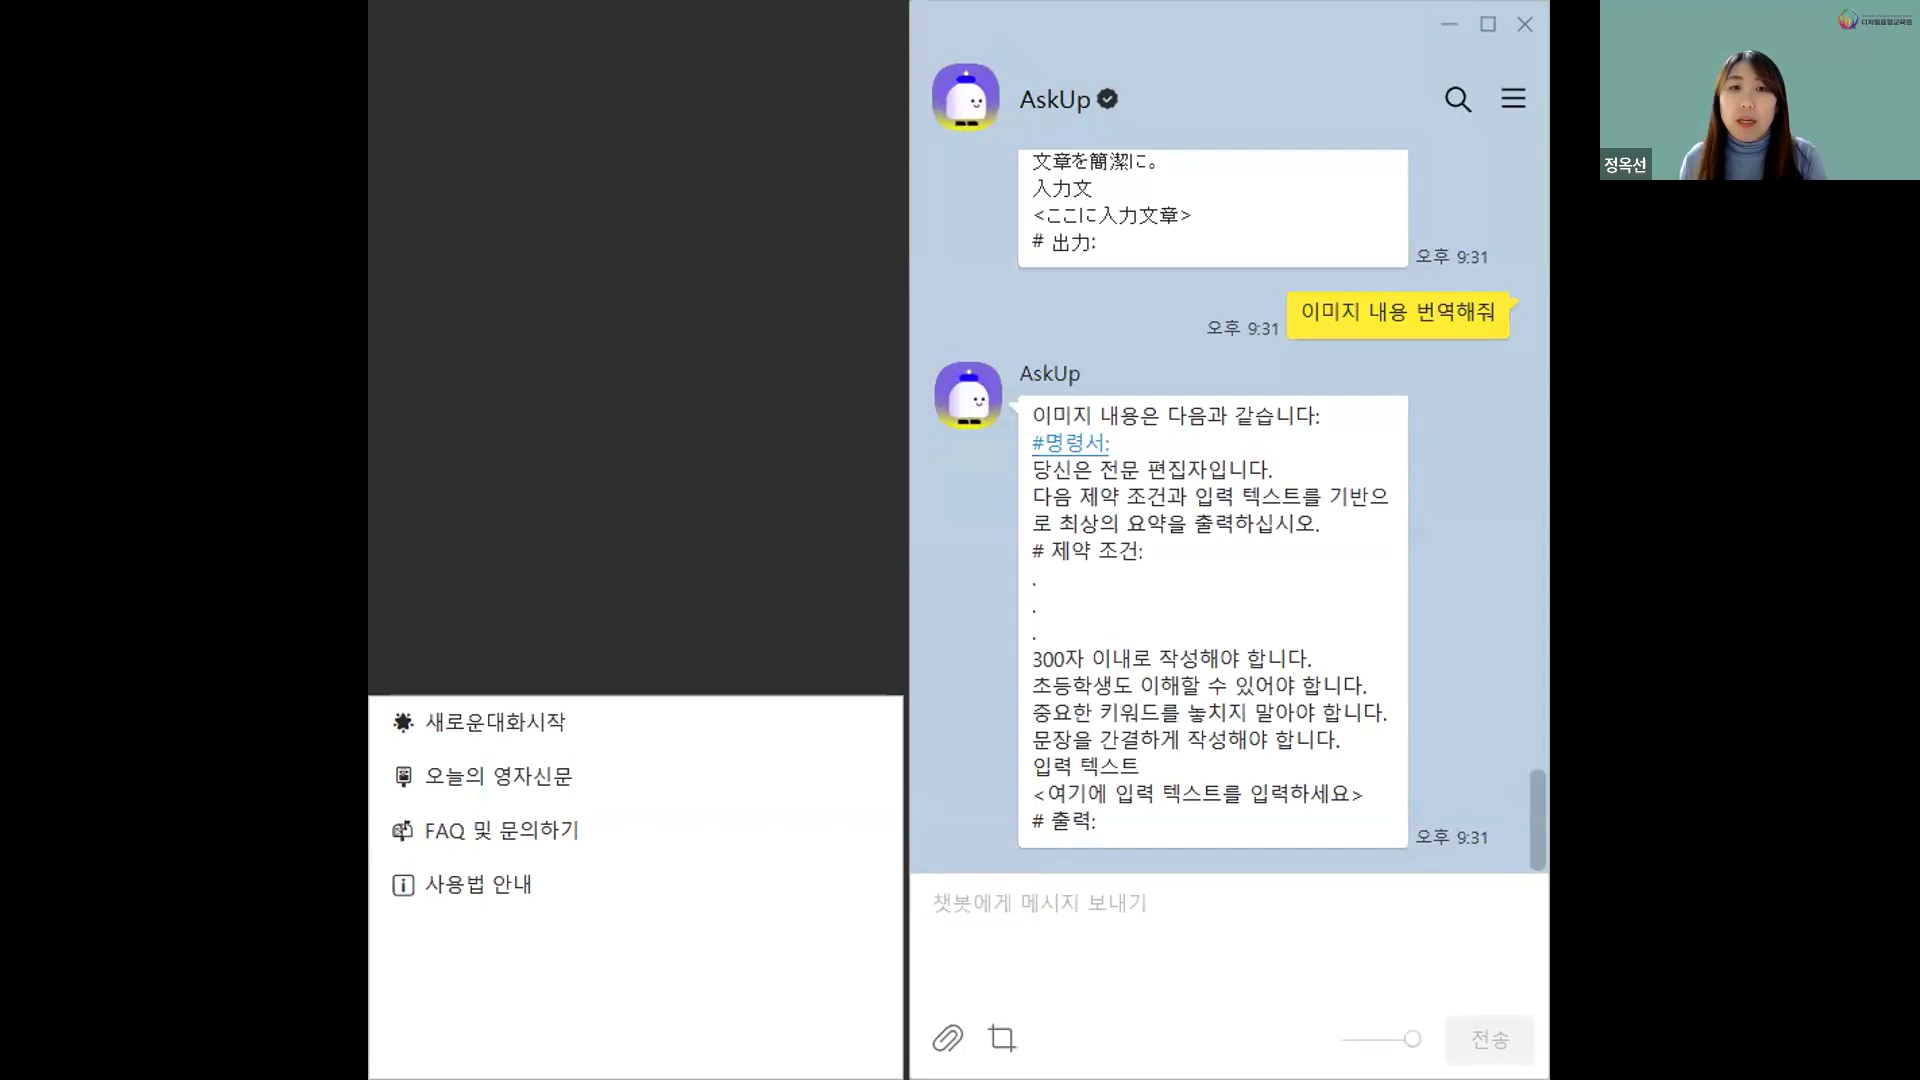 AskUp
文章を簡潔に。
入力文
<ここに入力文章>
# 出力:
오후 9:31
이미지 내용 번역해줘
오후 9:31
AskUp
이미지 내용은 다음과 같습니다:
#명령서:
당신은 전문 편집자입니다.
다음 제약 조건과 입력 텍스트를 기반으
로 최상의 요약을 출력하십시오.
# 제약 조건:
.
.
.
300자 이내로 작성해야 합니다.
초등학생도 이해할 수 있어야 합니다.
중요한 키워드를 놓치지 말아야 합니다.
문장을 간결하게 작성해야 합니다.
입력 텍스트
<여기에 입력 텍스트를 입력하세요>
# 출력:
오후 9:31
챗봇에게 메시지 보내기
전송
새로운대화시작
오늘의 영자신문
FAQ 및 문의하기
사용법 안내
디지털융합교육원
정옥선